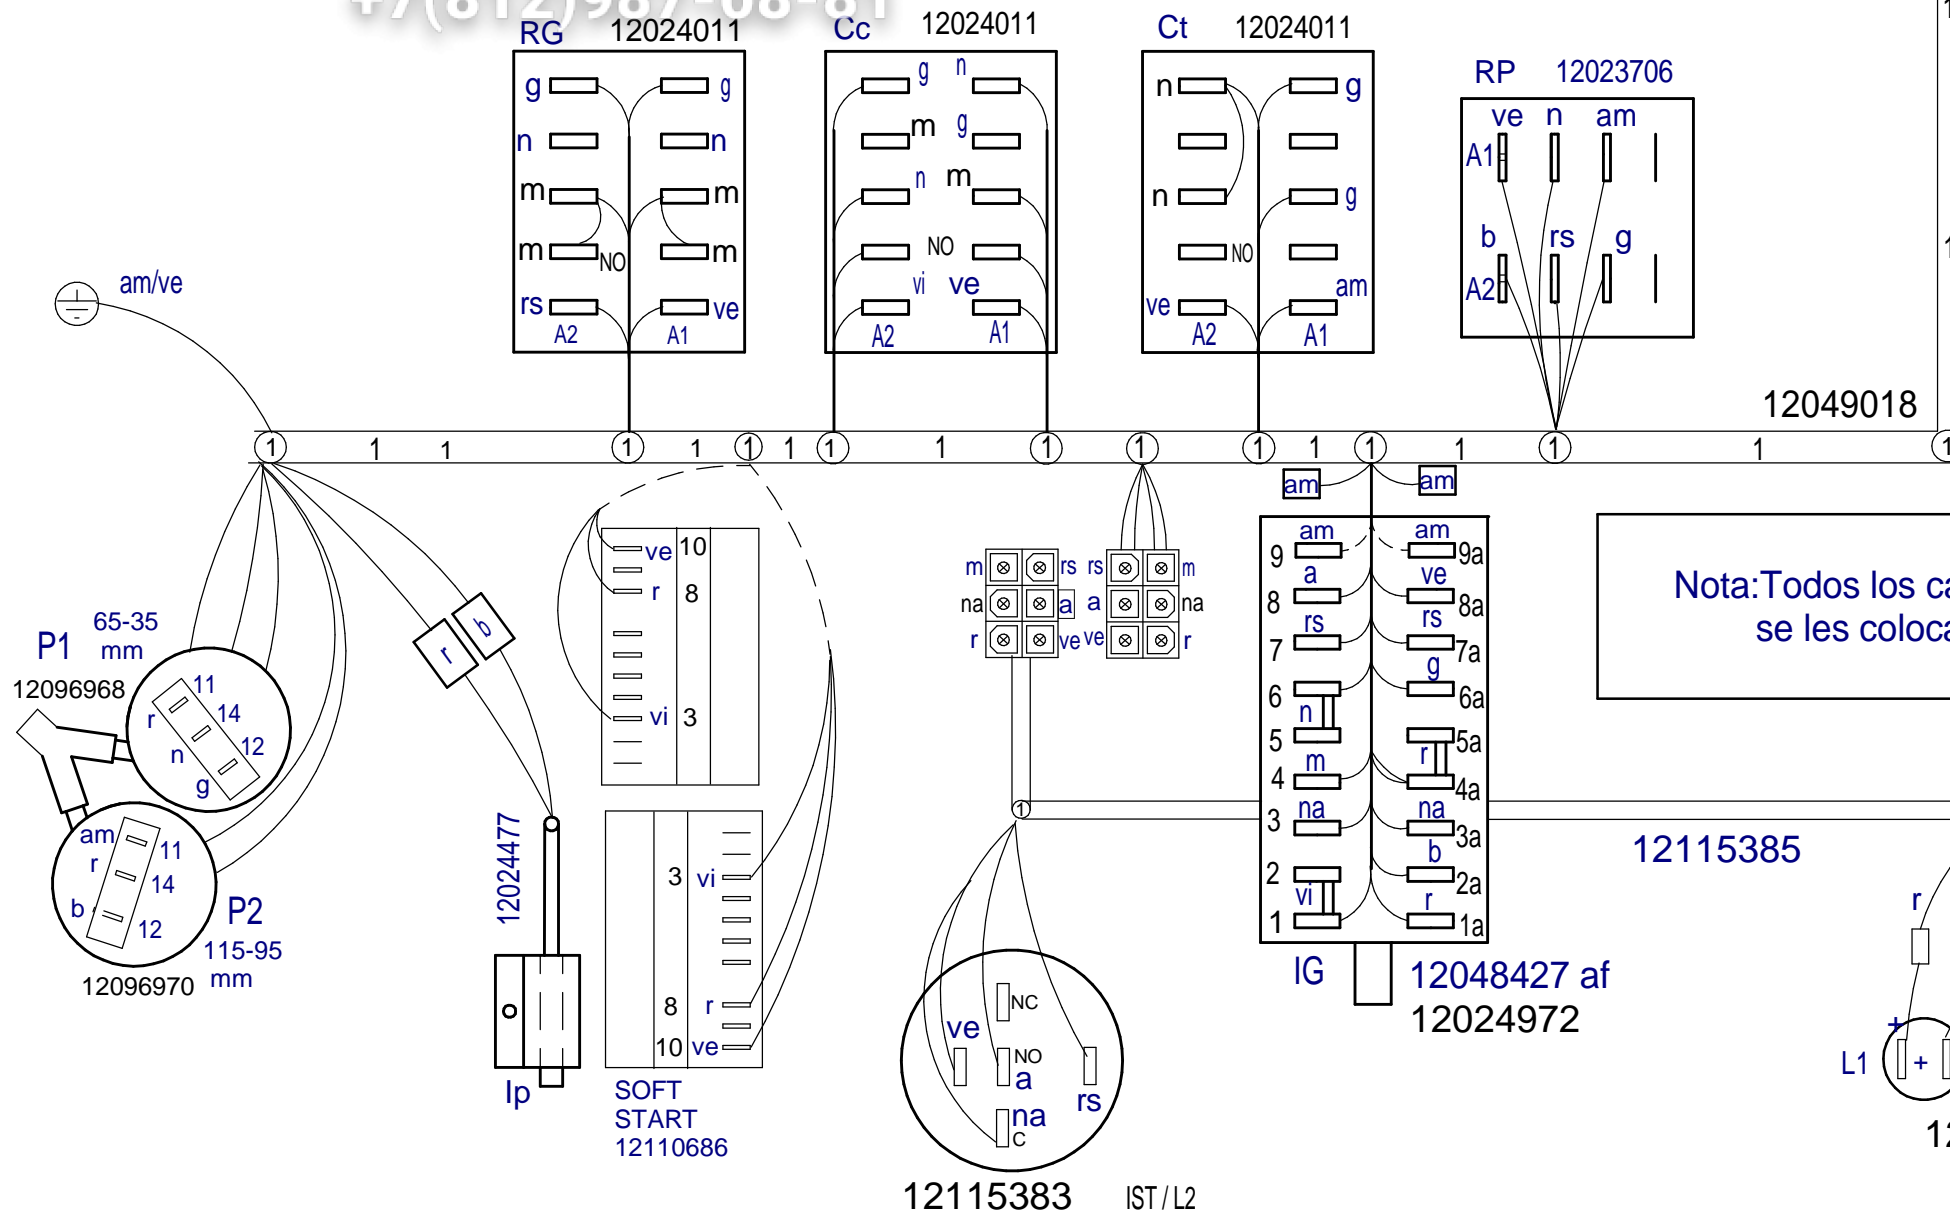 +7(812)987-08-81
RG 12024011
g g
n n
m m
m NO m
rs ve
A2 A1
Cc 12024011
g n
m g
n m
NO
vi ve
A2 A1
Ct 12024011
n g
n g
NO
ve am
A2 A1
RP 12023706
ve n am
A1
b rs g
A2
am/ve
12049018
1 1 1 1 1 1 1 1 1 1 1 1 1 1 1 1 1 1
am am
ve 10
r 8
vi 3
3 vi
8 r
10 ve
SOFT
START
12110686
m rs rs m
na a a na
r ve ve r
am am
9 9a
a ve
8 8a
rs rs
7 7a
g
6 6a
n
5 5a
m r
4 4a
na na
3 3a
b
2 2a
vi r
1 1a
IG 12048427 af
12024972
Nota:Todos los ca
se les coloca
P1 65-35
mm
12096968
11
r 14
n 12
g
am 11
r 14
b 12
P2
115-95
mm
12096970
r b
12024477
Ip
1
NC
ve
NO
a
rs
na
C
12115383 IST / L2
12115385
r
+
L1 +
12